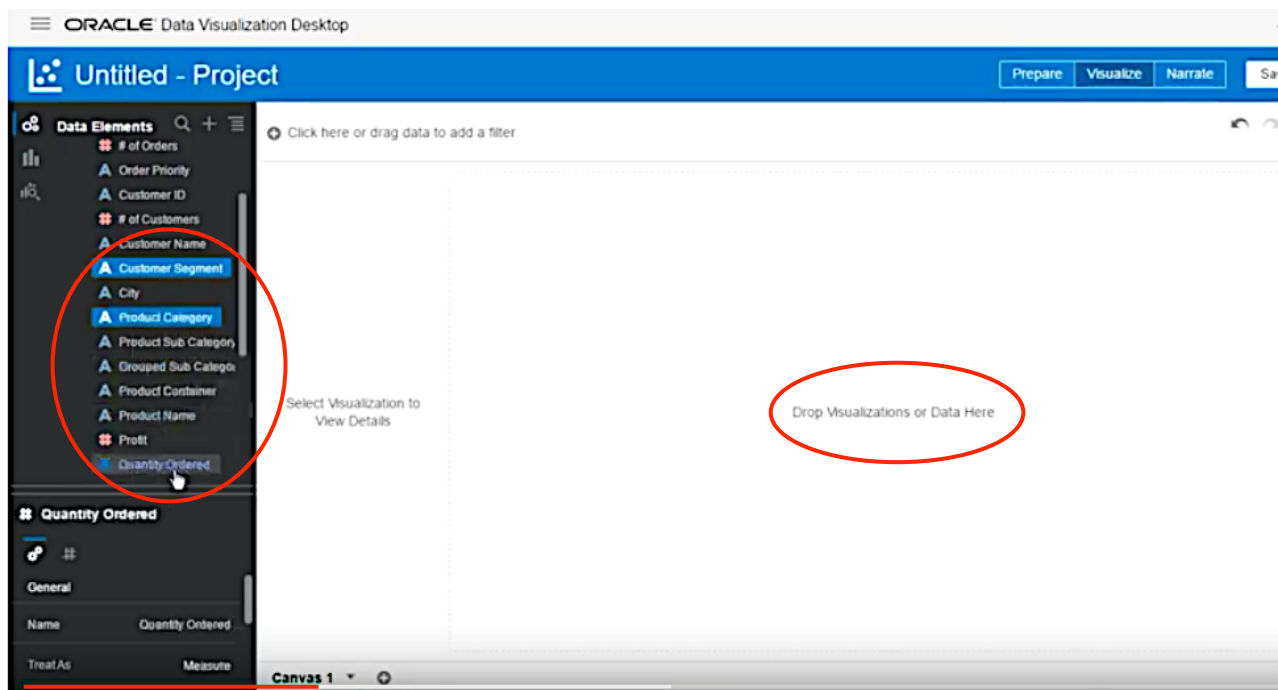 ORACLE Data Visualization Desktop
Untitled - Project
Prepare Visualize Narrate
Data Elements
Click here or drag data to add a filter
# of Orders
Order Priority
Customer ID
# of Customers
Customer Name
Customer Segment
City
Product Category
Product Sub Category
Grouped Sub Catego
Product Container
Product Name
Profit
Quantity Ordered
Select Visualization to
View Details
Drop Visualizations or Data Here
# Quantity Ordered
General
Name Quantity Ordered
Treat As Measure
Canvas 1